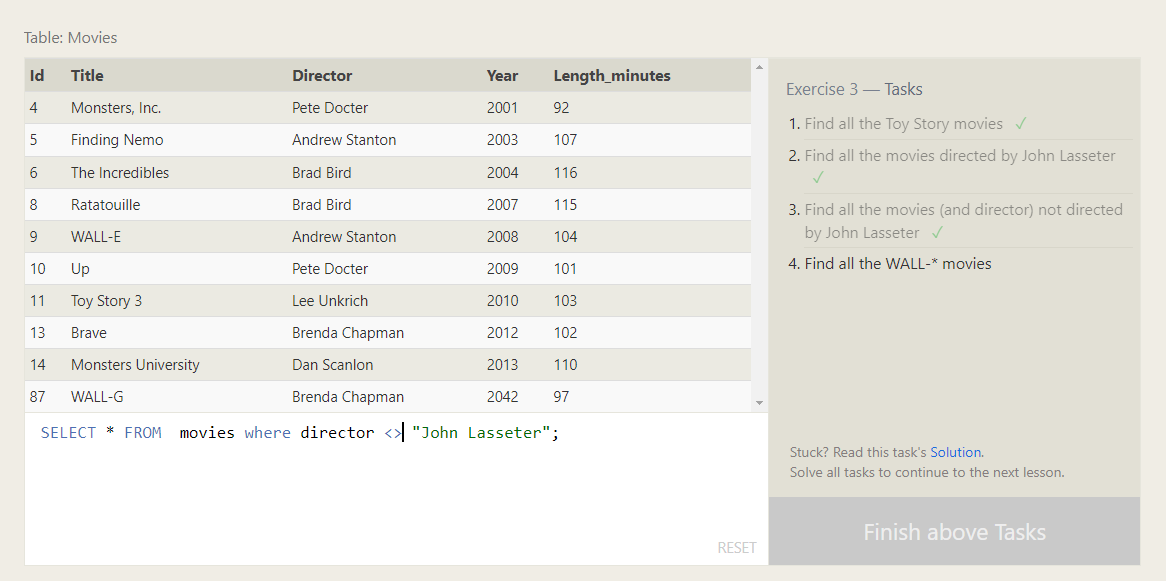 Table: Movies
Id Title Director Year Length_minutes
4 Monsters, Inc. Pete Docter 2001 92
5 Finding Nemo Andrew Stanton 2003 107
6 The Incredibles Brad Bird 2004 116
8 Ratatouille Brad Bird 2007 115
9 WALL-E Andrew Stanton 2008 104
10 Up Pete Docter 2009 101
11 Toy Story 3 Lee Unkrich 2010 103
13 Brave Brenda Chapman 2012 102
14 Monsters University Dan Scanlon 2013 110
87 WALL-G Brenda Chapman 2042 97
SELECT * FROM  movies where director <> "John Lasseter";
RESET
Exercise 3 — Tasks
1. Find all the Toy Story movies ✓
2. Find all the movies directed by John Lasseter
✓
3. Find all the movies (and director) not directed
by John Lasseter ✓
4. Find all the WALL-* movies
Stuck? Read this task's Solution.
Solve all tasks to continue to the next lesson.
Finish above Tasks